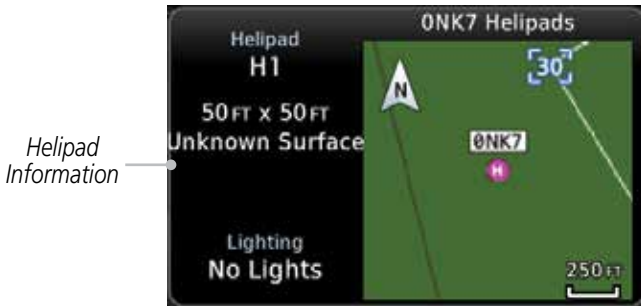 0NK7 Helipads
Helipad
H1
50FT x 50FT
Unknown Surface
Lighting
No Lights
Helipad
Information
N
30
0NK7
H
250FT